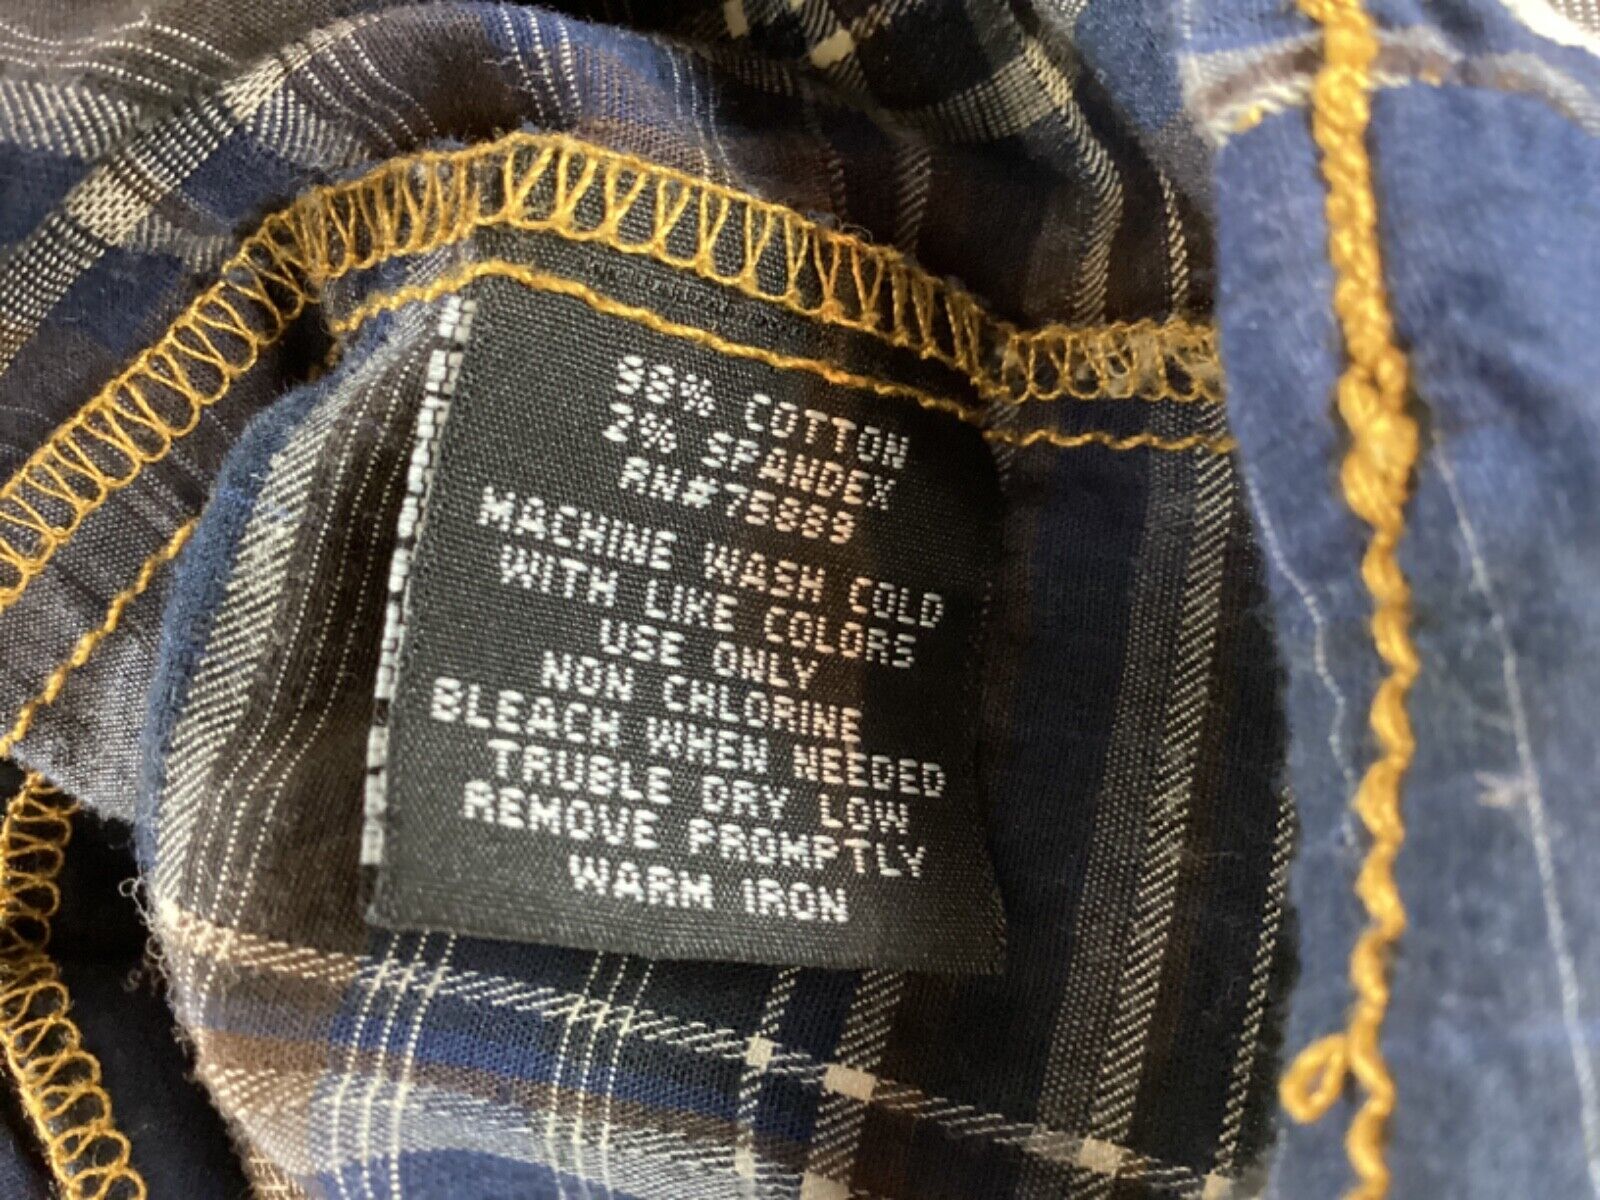 98% COTTON
2% SPANDEX
RN#75889
MACHINE WASH COLD
WITH LIKE COLORS
USE ONLY
NON CHLORINE
BLEACH WHEN NEEDED
TRUBLE DRY LOW
REMOVE PROMPTLY
WARM IRON